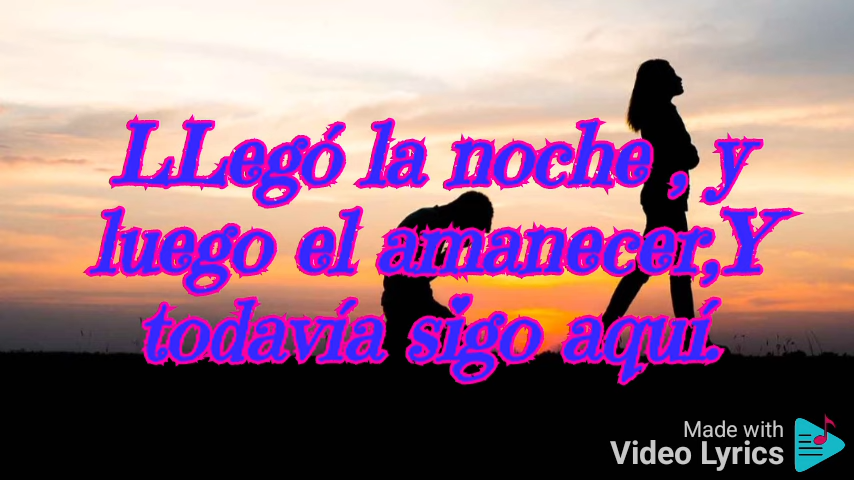 LLegó la noche , y
luego el amanecer,Y
todavía sigo aquí.
Made with
Video Lyrics